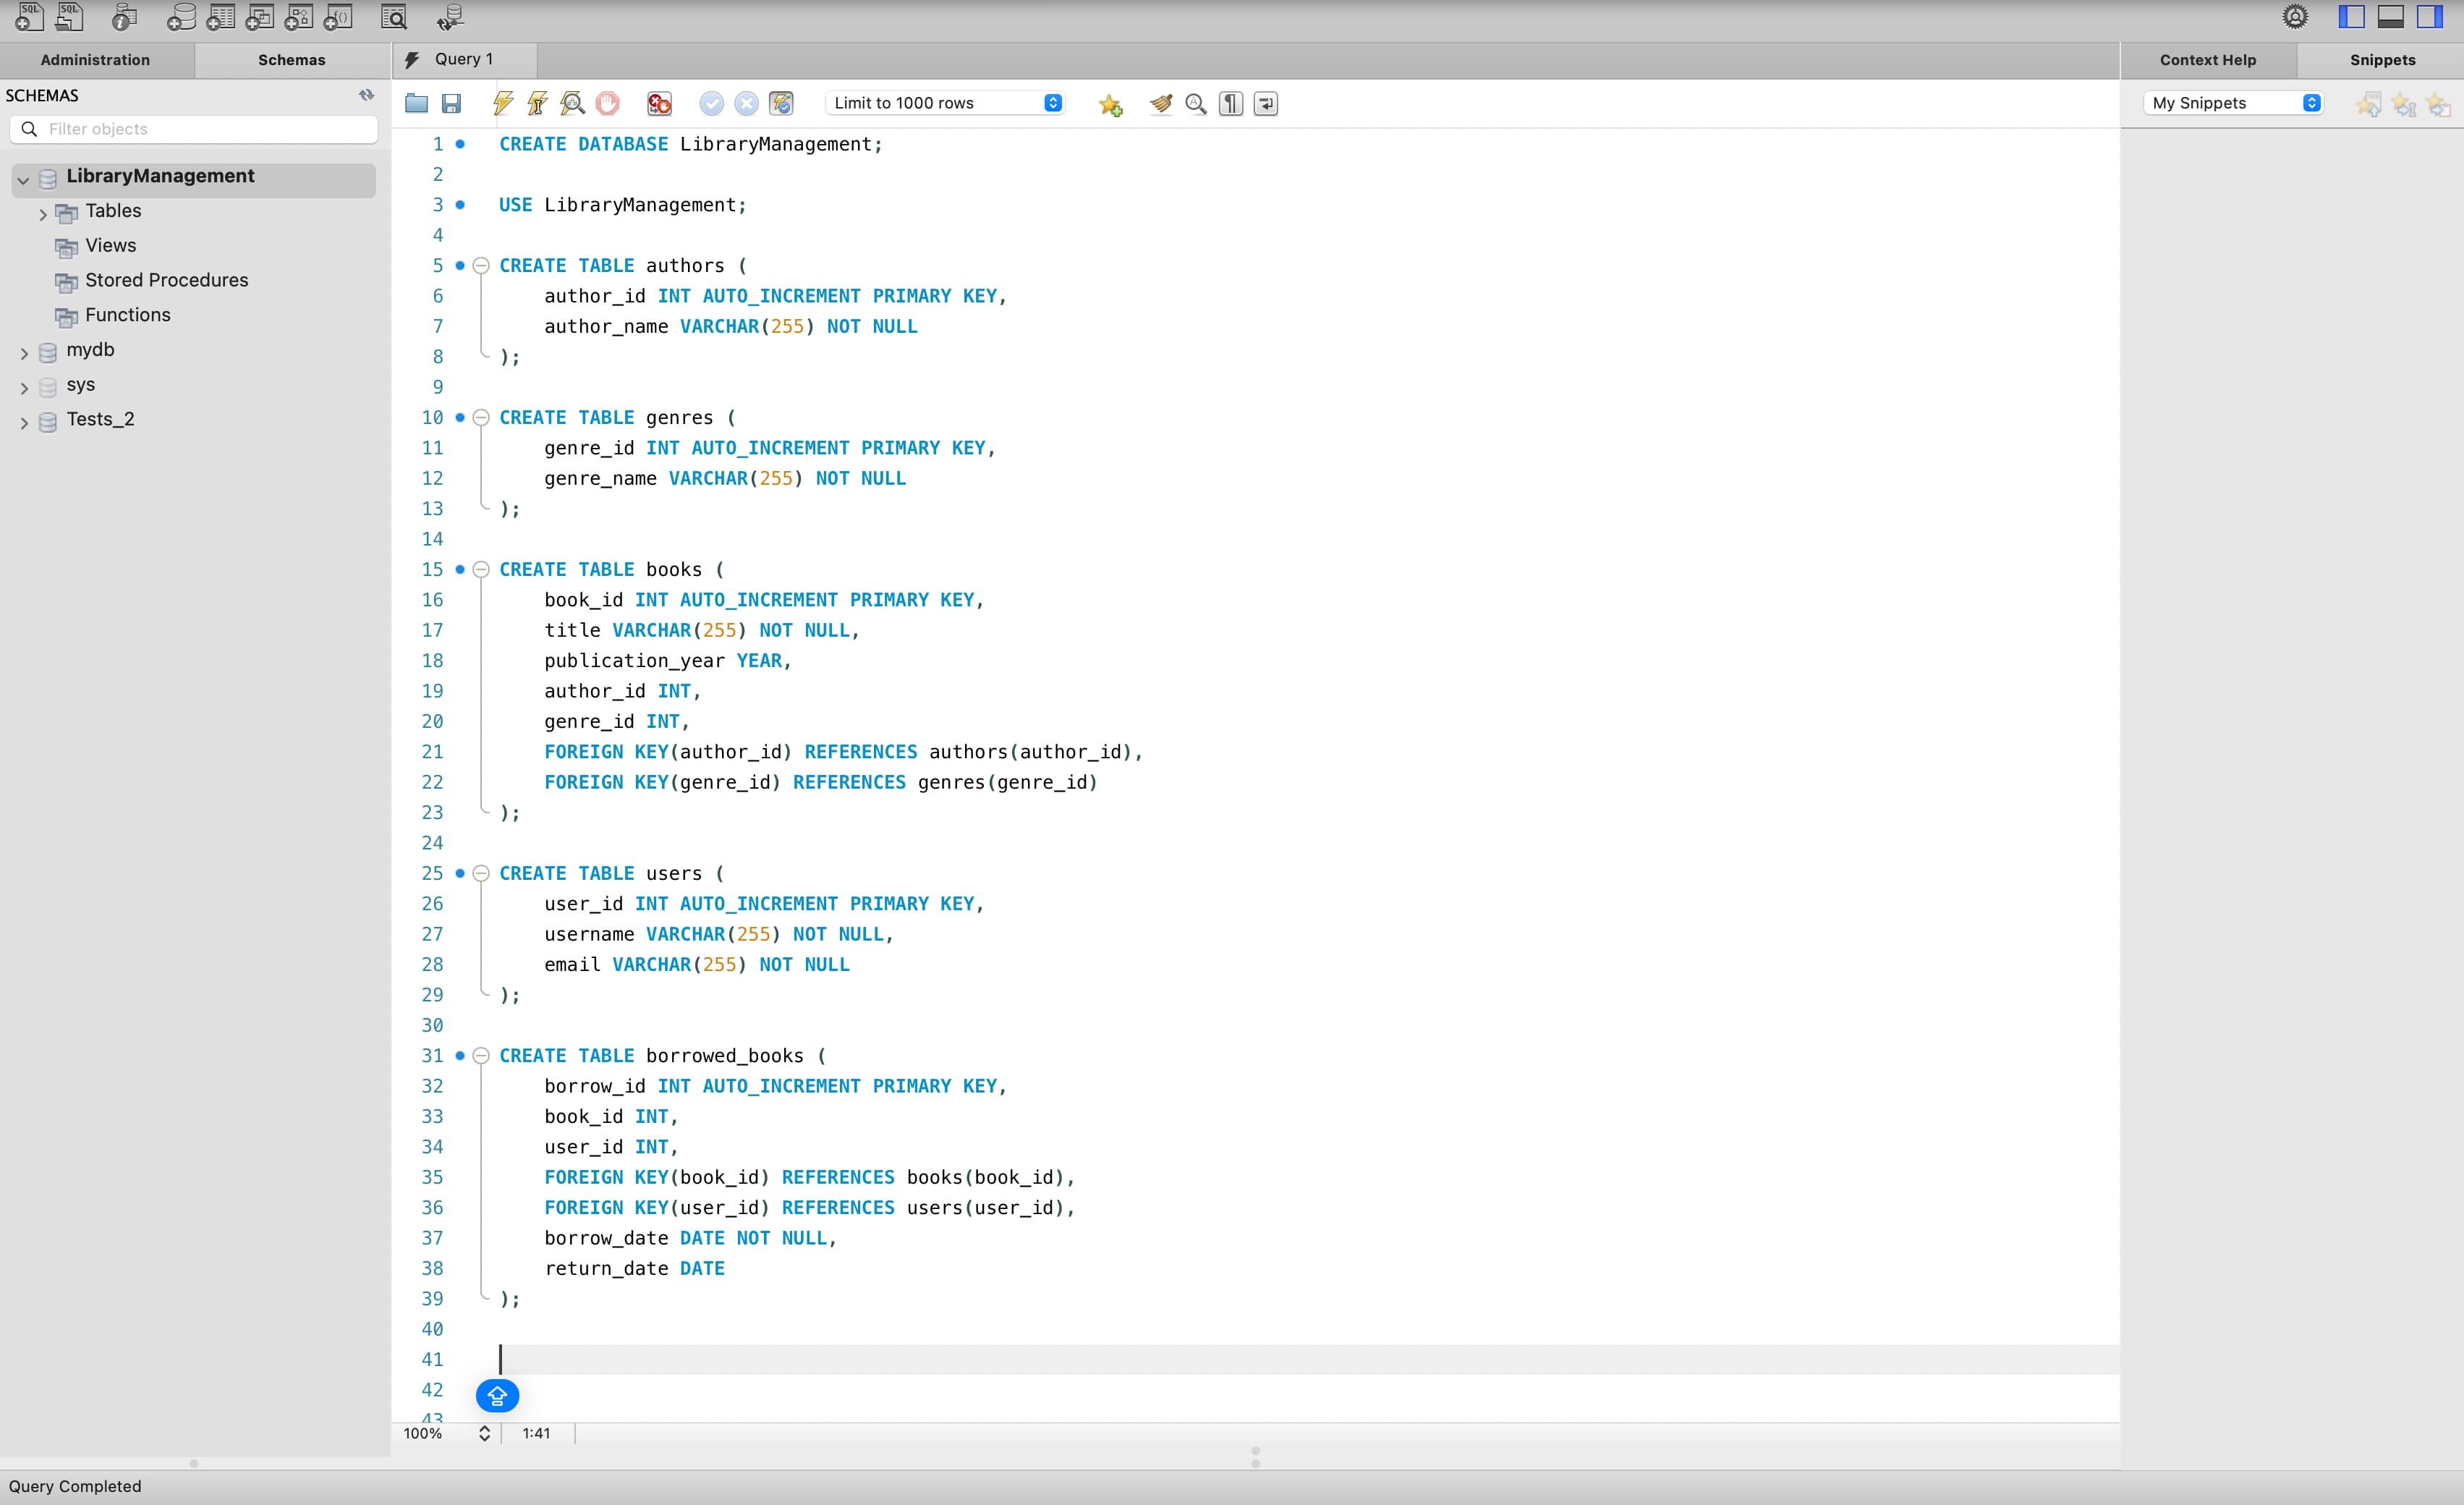 SQL
SQL
Administration
Schemas
Query 1
Context Help
Snippets
SCHEMAS
Filter objects
Limit to 1000 rows
My Snippets
LibraryManagement
Tables
Views
Stored Procedures
Functions
mydb
sys
Tests_2
1 CREATE DATABASE LibraryManagement;
2
3 USE LibraryManagement;
4
5 CREATE TABLE authors (
6 author_id INT AUTO_INCREMENT PRIMARY KEY,
7 author_name VARCHAR(255) NOT NULL
8 );
9
10 CREATE TABLE genres (
11 genre_id INT AUTO_INCREMENT PRIMARY KEY,
12 genre_name VARCHAR(255) NOT NULL
13 );
14
15 CREATE TABLE books (
16 book_id INT AUTO_INCREMENT PRIMARY KEY,
17 title VARCHAR(255) NOT NULL,
18 publication_year YEAR,
19 author_id INT,
20 genre_id INT,
21 FOREIGN KEY(author_id) REFERENCES authors(author_id),
22 FOREIGN KEY(genre_id) REFERENCES genres(genre_id)
23 );
24
25 CREATE TABLE users (
26 user_id INT AUTO_INCREMENT PRIMARY KEY,
27 username VARCHAR(255) NOT NULL,
28 email VARCHAR(255) NOT NULL
29 );
30
31 CREATE TABLE borrowed_books (
32 borrow_id INT AUTO_INCREMENT PRIMARY KEY,
33 book_id INT,
34 user_id INT,
35 FOREIGN KEY(book_id) REFERENCES books(book_id),
36 FOREIGN KEY(user_id) REFERENCES users(user_id),
37 borrow_date DATE NOT NULL,
38 return_date DATE
39 );
40
41
42
43
100%
1:41
Query Completed